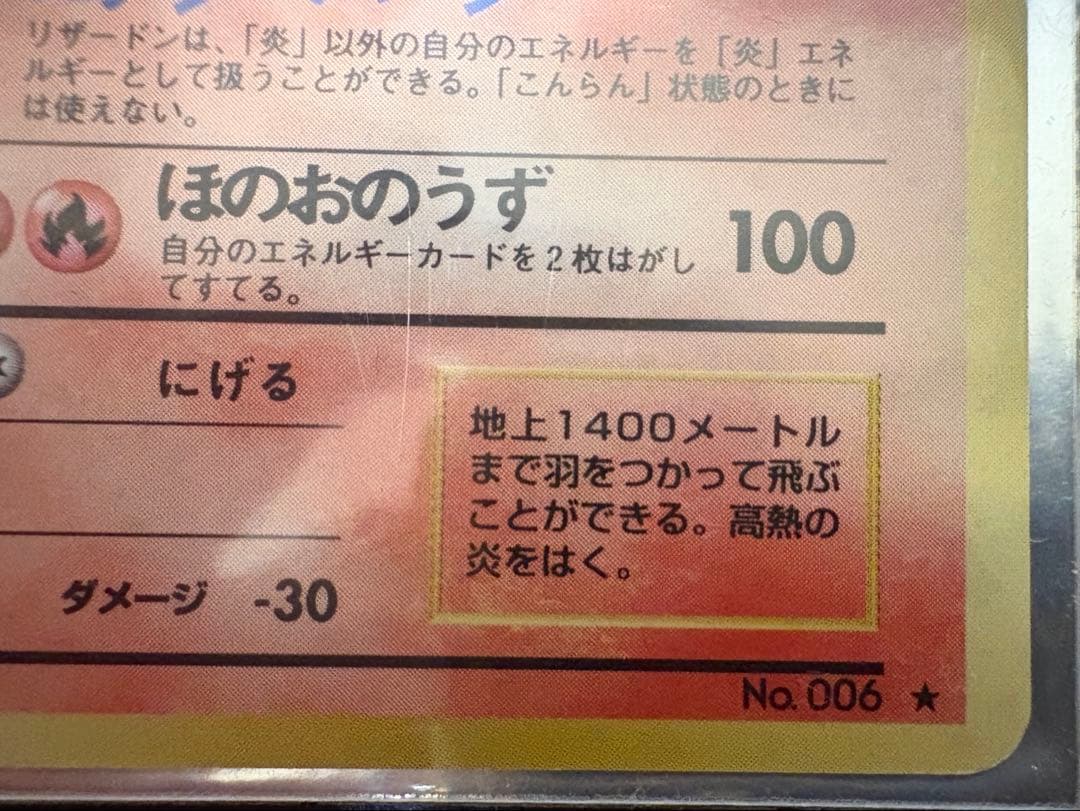 リザードンは、「炎」以外の自分のエネルギーを「炎」エネ
ルギーとして扱うことができる。「こんらん」状態のときに
は使えない。
ほのおのうず 100
自分のエネルギーカードを2枚はがし
てすてる。
にげる
地上1400メートル
まで羽をつかって飛ぶ
ことができる。高熱の
炎をはく。
ダメージ -30
No. 006 ★